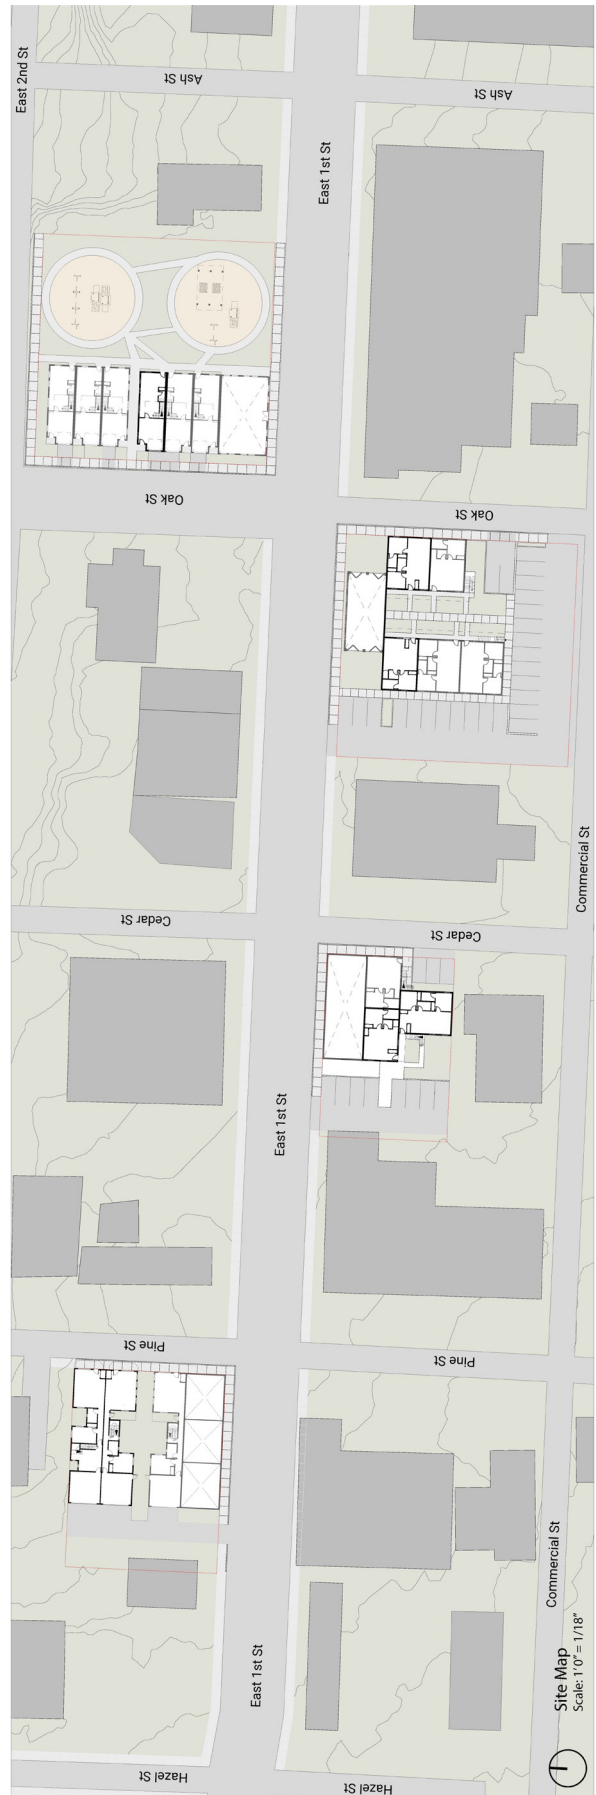 East 2nd St
Ash St
Ash St
East 1st St
Oak St
Oak St
Commercial St
Cedar St
Cedar St
East 1st St
Pine St
Pine St
Commercial St
East 1st St
Site Map
Scale: 1'0" = 1/18"
Hazel St
Hazel St